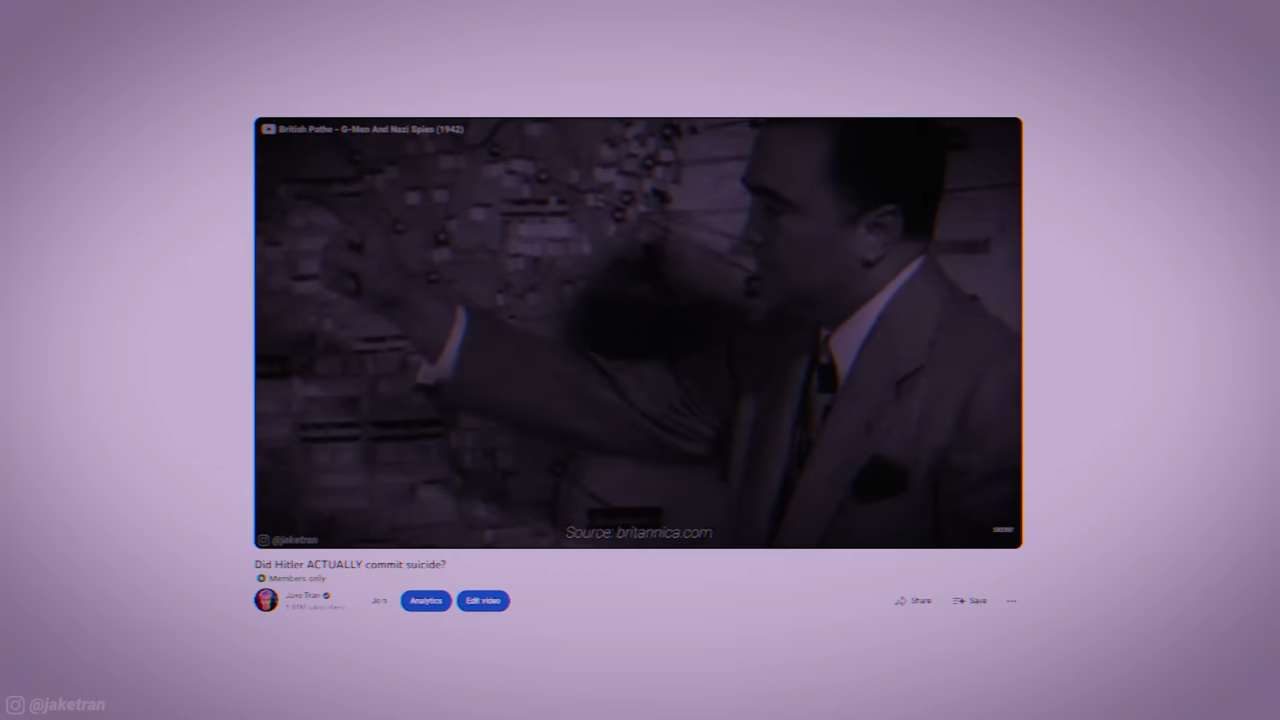 British Pathe - G-Men And Nazi Spies (1942)
Source: britannica.com
@jaketran
Did Hitler ACTUALLY commit suicide?
Members only
Jake Tran
Join
Analytics
Edit video
Share
Save
@jaketran